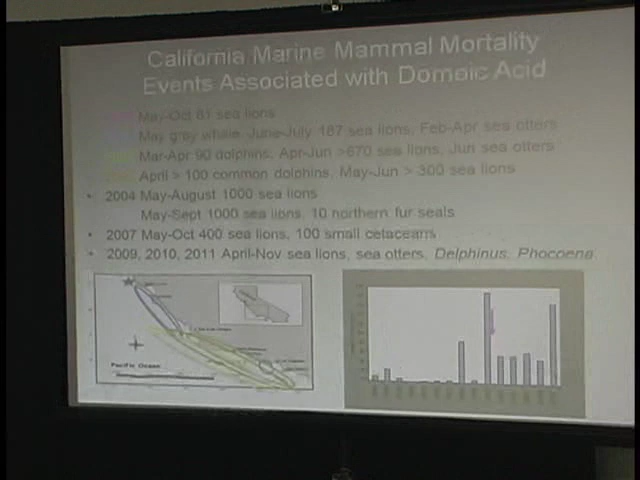 California Marine Mammal Mortality
Events Associated with Domoic Acid
May-Oct 81 sea lions
May gray whale, June-July 187 sea lions, Feb-Apr sea otters
Mar-Apr 90 dolphins, Apr-Jun >670 sea lions, Jun sea otters
April > 100 common dolphins, May-Jun > 300 sea lions
• 2004 May-August 1000 sea lions
May-Sept 1000 sea lions, 10 northern fur seals
• 2007 May-Oct 400 sea lions, 100 small cetaceans
• 2009, 2010, 2011 April-Nov sea lions, sea otters, Delphinus, Phocoena
Pacific Ocean